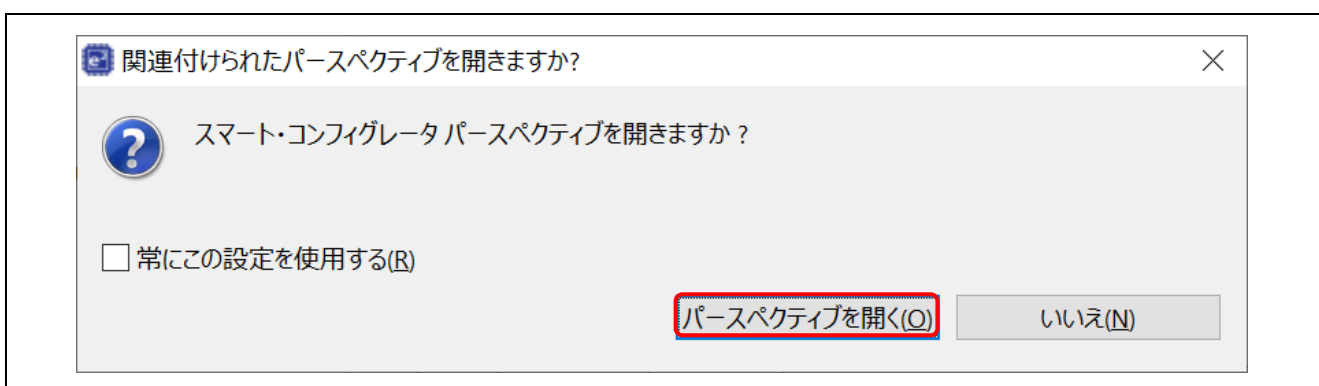 関連付けられたパースペクティブを開きますか?
スマート・コンフィグレータ パースペクティブを開きますか ?
常にこの設定を使用する(R)
パースペクティブを開く(O)
いいえ(N)